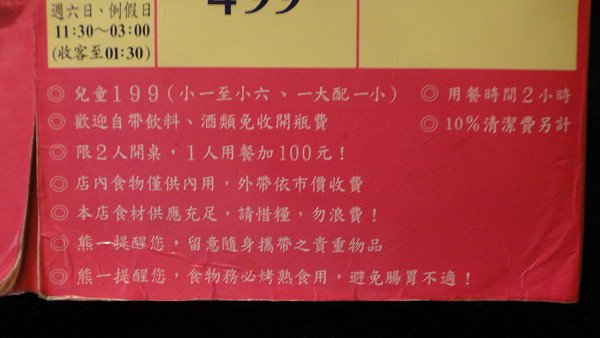 週六日、例假日
11:30～03:00
(收客至01:30)
499
◎ 兒童199(小一至小六、一大配一小)
◎ 用餐時間2小時
◎ 歡迎自帶飲料、酒類免收開瓶費
◎ 10%清潔費另計
◎ 限2人開桌，1人用餐加100元！
◎ 店內食物僅供內用，外帶依市價收費
◎ 本店食材供應充足，請惜糧，勿浪費！
◎ 熊一提醒您，留意隨身攜帶之貴重物品
◎ 熊一提醒您，食物務必烤熟食用，避免腸胃不適！